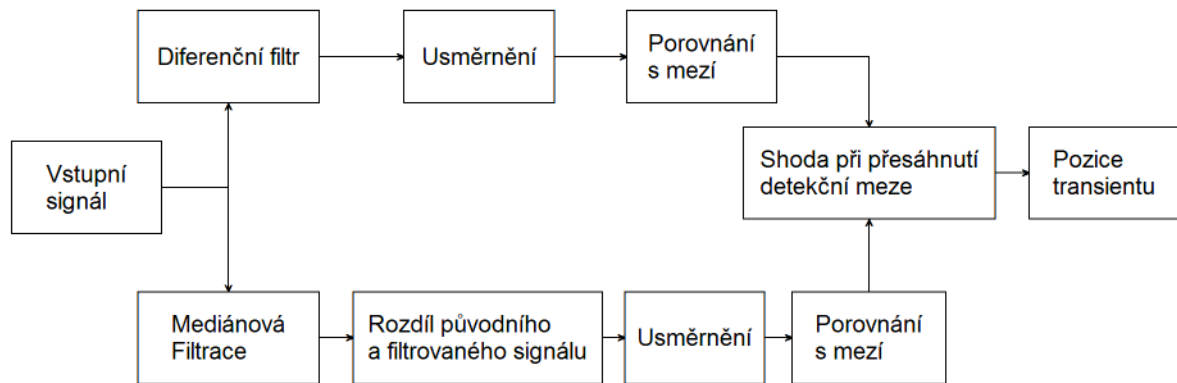 Diferenční filtr
Usměrnění
Porovnání
s mezí
Vstupní
signál
Shoda při přesáhnutí
detekční meze
Pozice
transientu
Mediánová
Filtrace
Rozdíl původního
a filtrovaného signálu
Usměrnění
Porovnání
s mezí